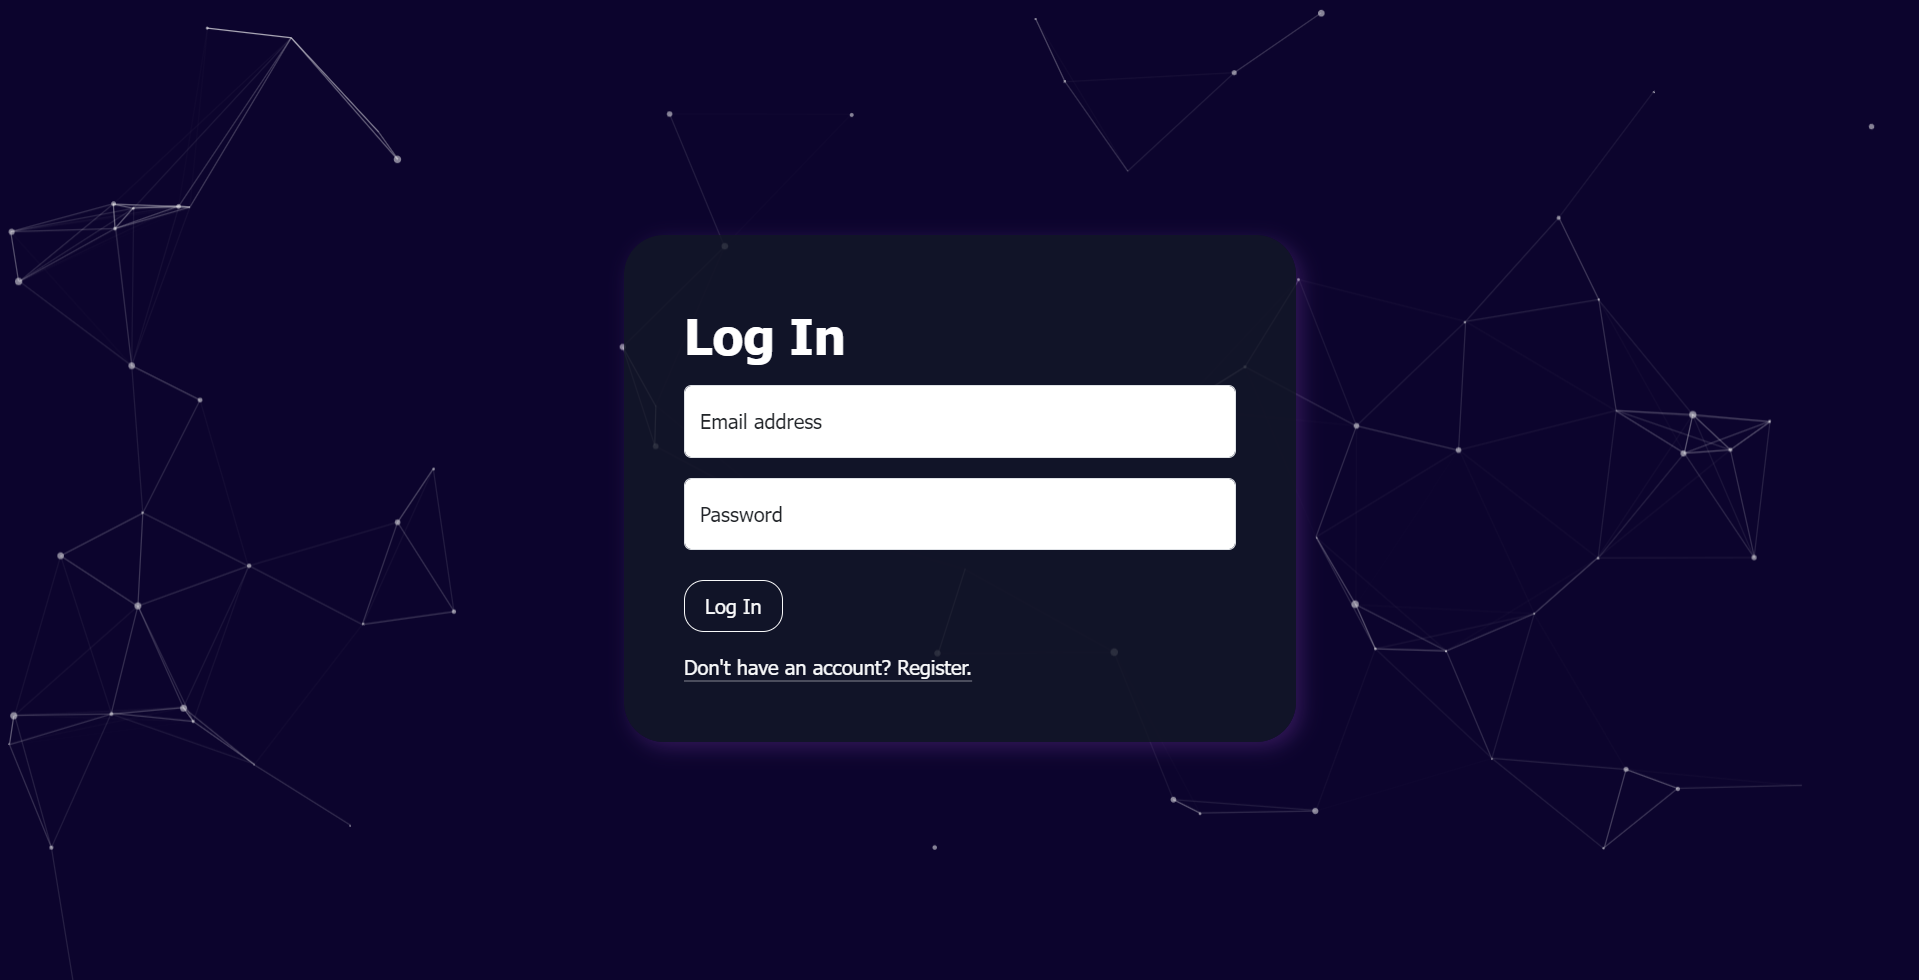 Log In
Email address
Password
Log In
Don't have an account? Register.